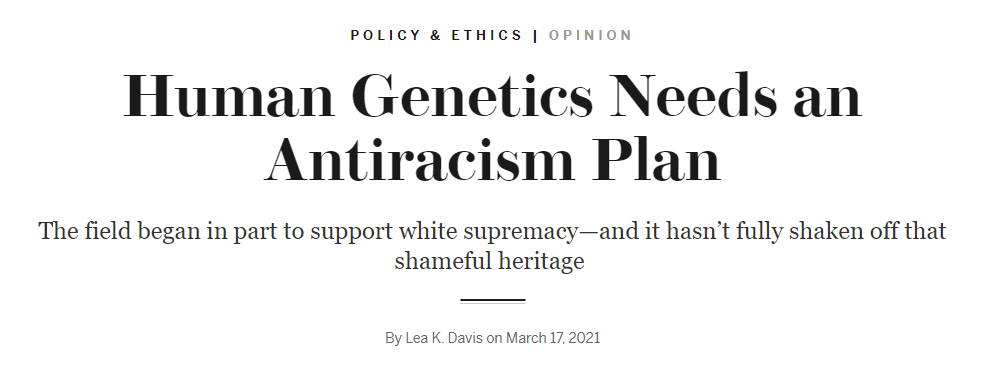 POLICY & ETHICS | OPINION
Human Genetics Needs an
Antiracism Plan
The field began in part to support white supremacy—and it hasn’t fully shaken off that
shameful heritage
By Lea K. Davis on March 17, 2021